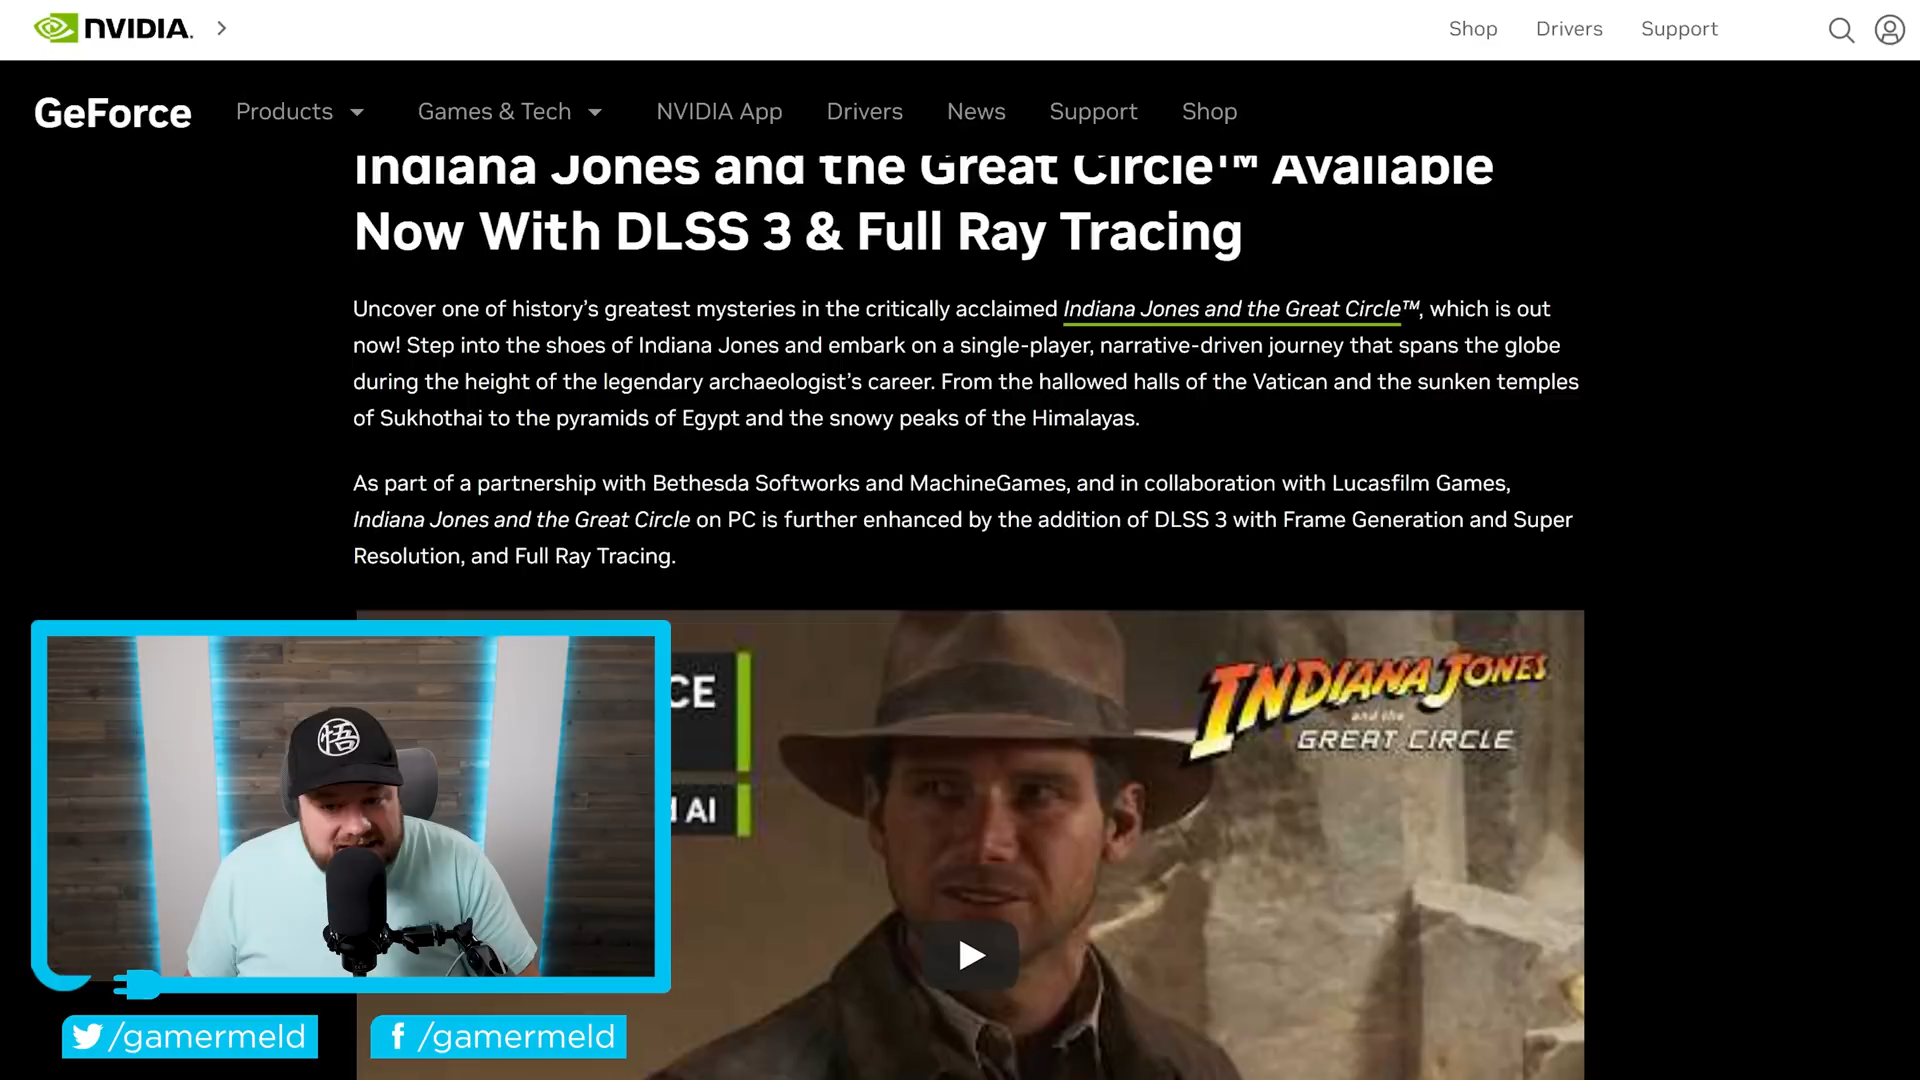 NVIDIA.
Shop
Drivers
Support
GeForce
Products
Games & Tech
NVIDIA App
Drivers
News
Support
Shop
Indiana Jones and the Great Circle™ Available
Now With DLSS 3 & Full Ray Tracing
Uncover one of history’s greatest mysteries in the critically acclaimed Indiana Jones and the Great Circle™, which is out
now! Step into the shoes of Indiana Jones and embark on a single-player, narrative-driven journey that spans the globe
during the height of the legendary archaeologist’s career. From the hallowed halls of the Vatican and the sunken temples
of Sukhothai to the pyramids of Egypt and the snowy peaks of the Himalayas.
As part of a partnership with Bethesda Softworks and MachineGames, and in collaboration with Lucasfilm Games,
Indiana Jones and the Great Circle on PC is further enhanced by the addition of DLSS 3 with Frame Generation and Super
Resolution, and Full Ray Tracing.
CE
AI
INDIANA JONES
and the
GREAT CIRCLE
悟
/gamermeld
f /gamermeld